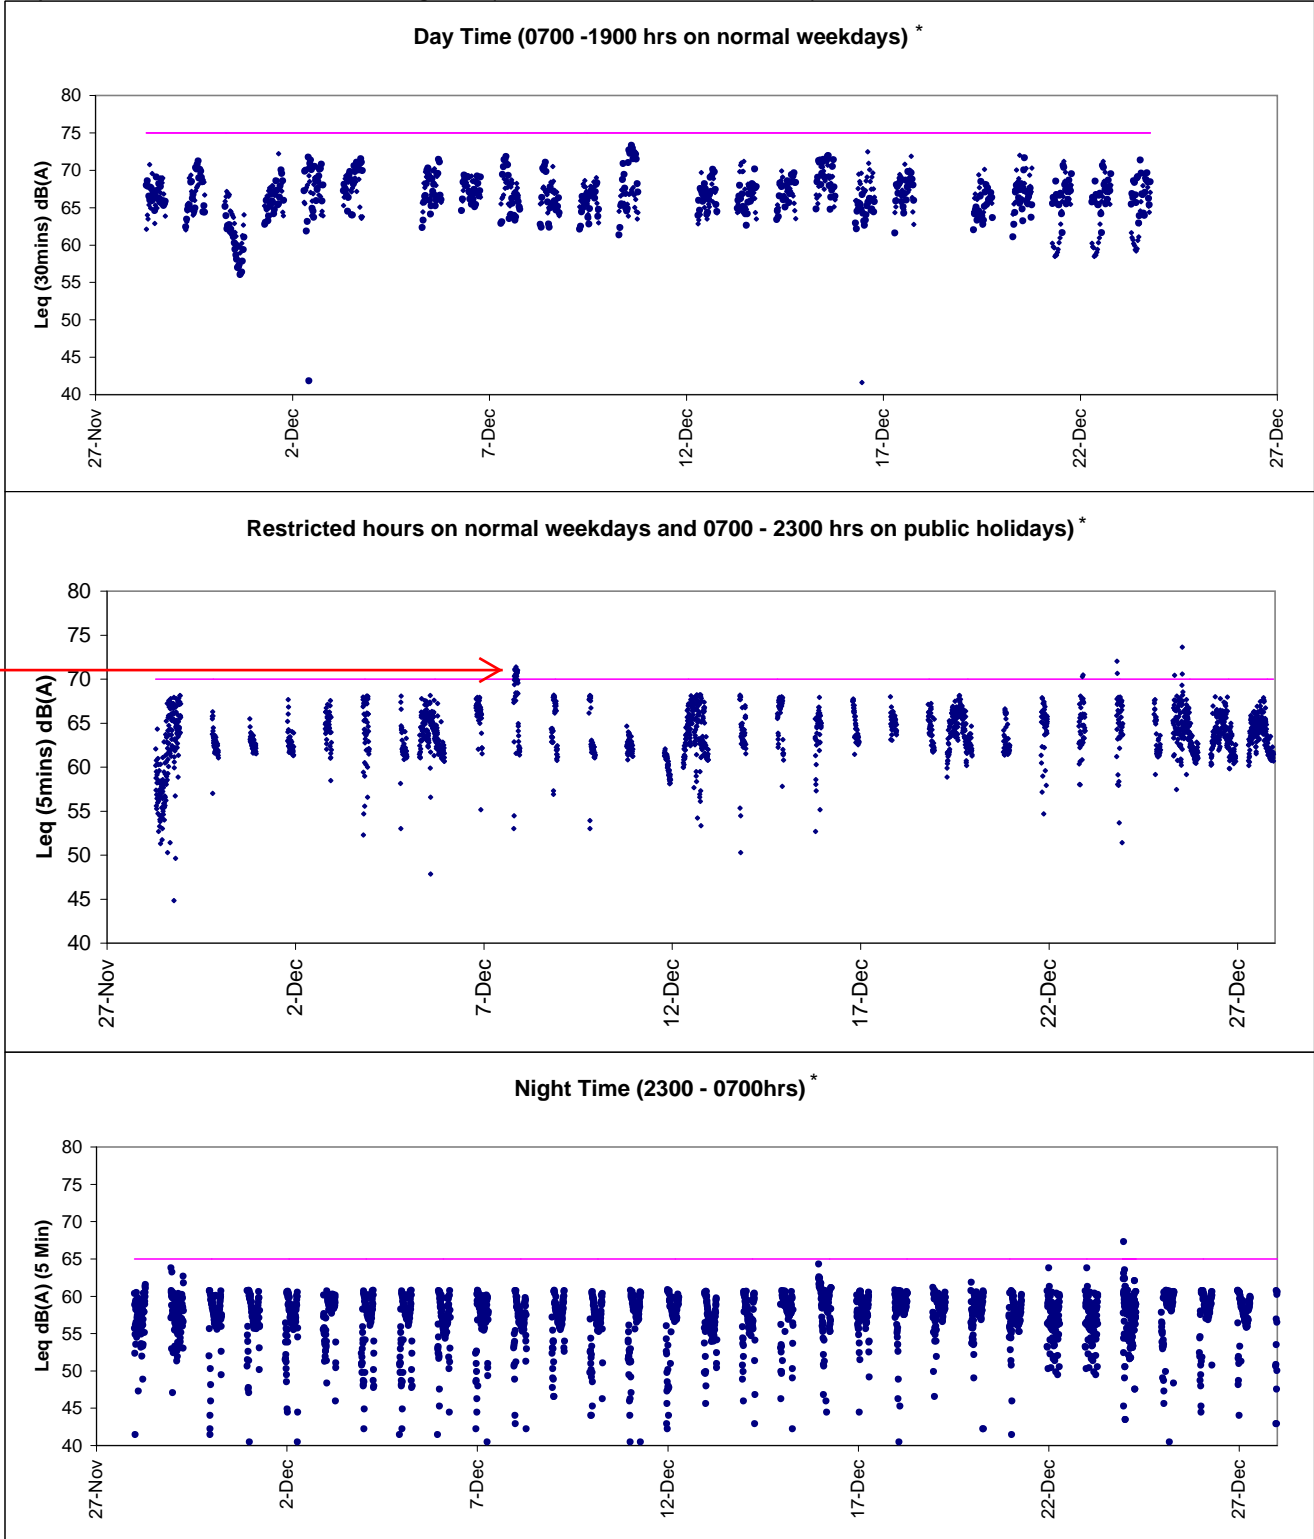 Day Time (0700 -1900 hrs on normal weekdays) *
80
75
70
65
60
55
50
45
40
Leq (30mins) dB(A)
27-Nov
2-Dec
7-Dec
12-Dec
17-Dec
22-Dec
27-Dec
Restricted hours on normal weekdays and 0700 - 2300 hrs on public holidays) *
80
75
70
65
60
55
50
45
40
Leq (5mins) dB(A)
27-Nov
2-Dec
7-Dec
12-Dec
17-Dec
22-Dec
27-Dec
Night Time (2300 - 0700hrs) *
80
75
70
65
60
55
50
45
40
Leq dB(A) (5 Min)
27-Nov
2-Dec
7-Dec
12-Dec
17-Dec
22-Dec
27-Dec